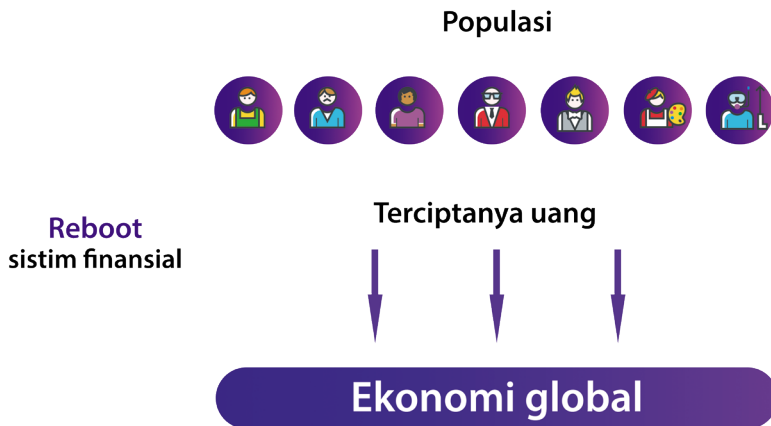 Populasi
Terciptanya uang
Reboot
sistim finansial
Ekonomi global